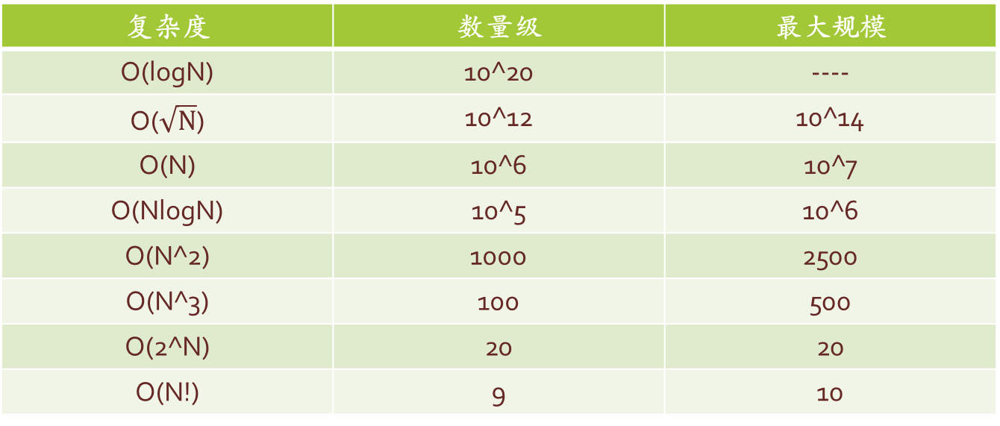 复杂度 数量级 最大规模
O(logN) 10^20 ----
O(√N) 10^12 10^14
O(N) 10^6 10^7
O(NlogN) 10^5 10^6
O(N^2) 1000 2500
O(N^3) 100 500
O(2^N) 20 20
O(N!) 9 10